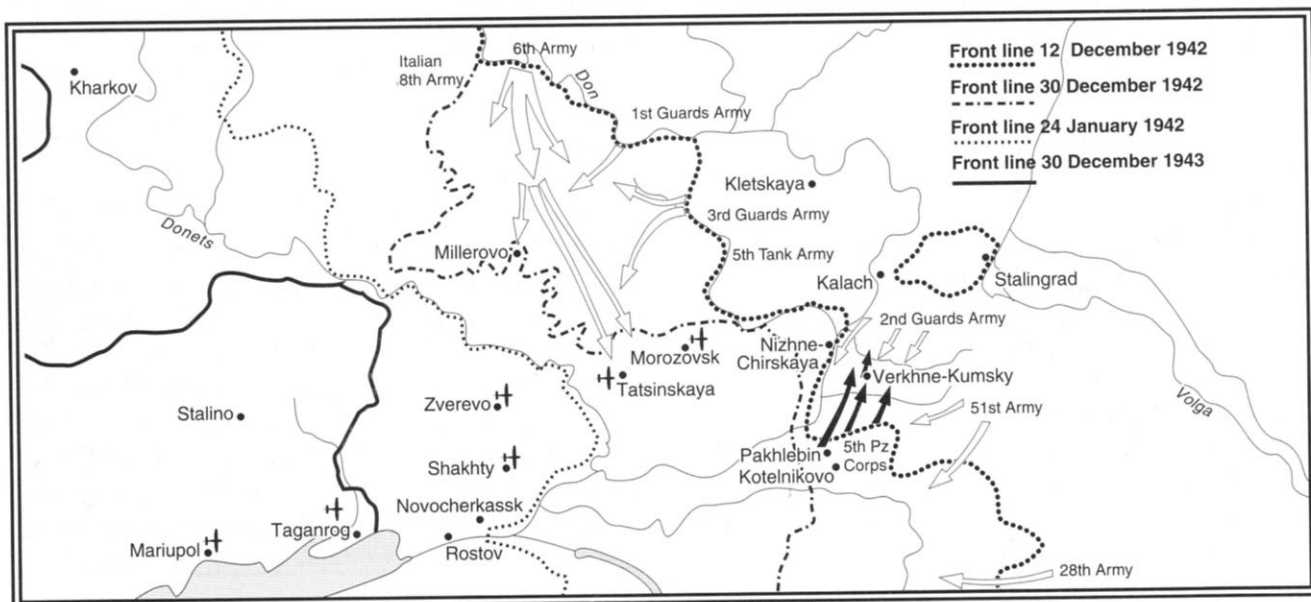 Front line 12 December 1942
Front line 30 December 1942
Front line 24 January 1942
Front line 30 December 1943
Kharkov
Italian
8th Army
6th Army
Don
1st Guards Army
Kletskaya
3rd Guards Army
5th Tank Army
Donets
Millerovo
Kalach
Stalingrad
2nd Guards Army
Nizhne-
Chirskaya
Morozovsk
Tatsinskaya
Verkhne-Kumsky
Volga
Zverevo
Stalino
51st Army
Shakhty
Pakhlebin
5th Pz
Corps
Kotelnikovo
Novocherkassk
Taganrog
Rostov
Mariupol
28th Army